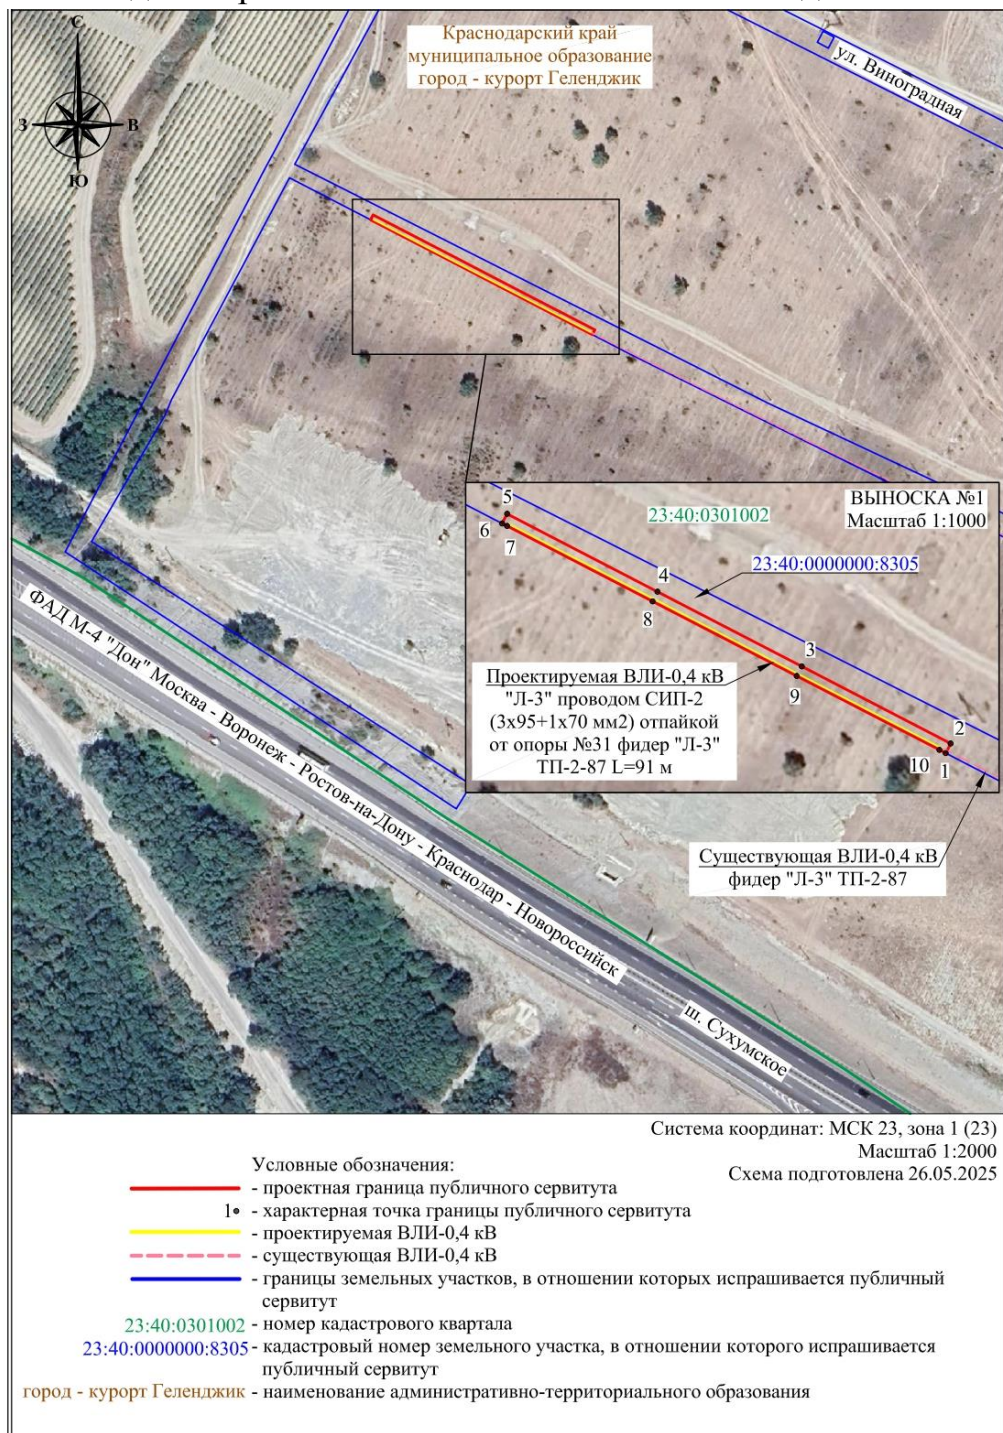 С
З
В
Ю
Краснодарский край
муниципальное образование
город - курорт Геленджик
ул. Виноградная
ВЫНОСКА №1
Масштаб 1:1000
23:40:0301002
23:40:0000000:8305
5
6
7
4
8
3
9
2
10
1
Проектируемая ВЛИ-0,4 кВ
"Л-3" проводом СИП-2
(3х95+1х70 мм2) отпайкой
от опоры №31 фидер "Л-3"
ТП-2-87 L=91 м
Существующая ВЛИ-0,4 кВ
фидер "Л-3" ТП-2-87
ФАД М-4 "Дон" Москва - Воронеж - Ростов-на-Дону - Краснодар - Новороссийск
ш. Сухумское
Система координат: МСК 23, зона 1 (23)
Масштаб 1:2000
Схема подготовлена 26.05.2025
Условные обозначения:
- проектная граница публичного сервитута
1 - характерная точка границы публичного сервитута
- проектируемая ВЛИ-0,4 кВ
- существующая ВЛИ-0,4 кВ
- границы земельных участков, в отношении которых испрашивается публичный
сервитут
23:40:0301002 - номер кадастрового квартала
23:40:0000000:8305 - кадастровый номер земельного участка, в отношении которого испрашивается
публичный сервитут
город - курорт Геленджик - наименование административно-территориального образования